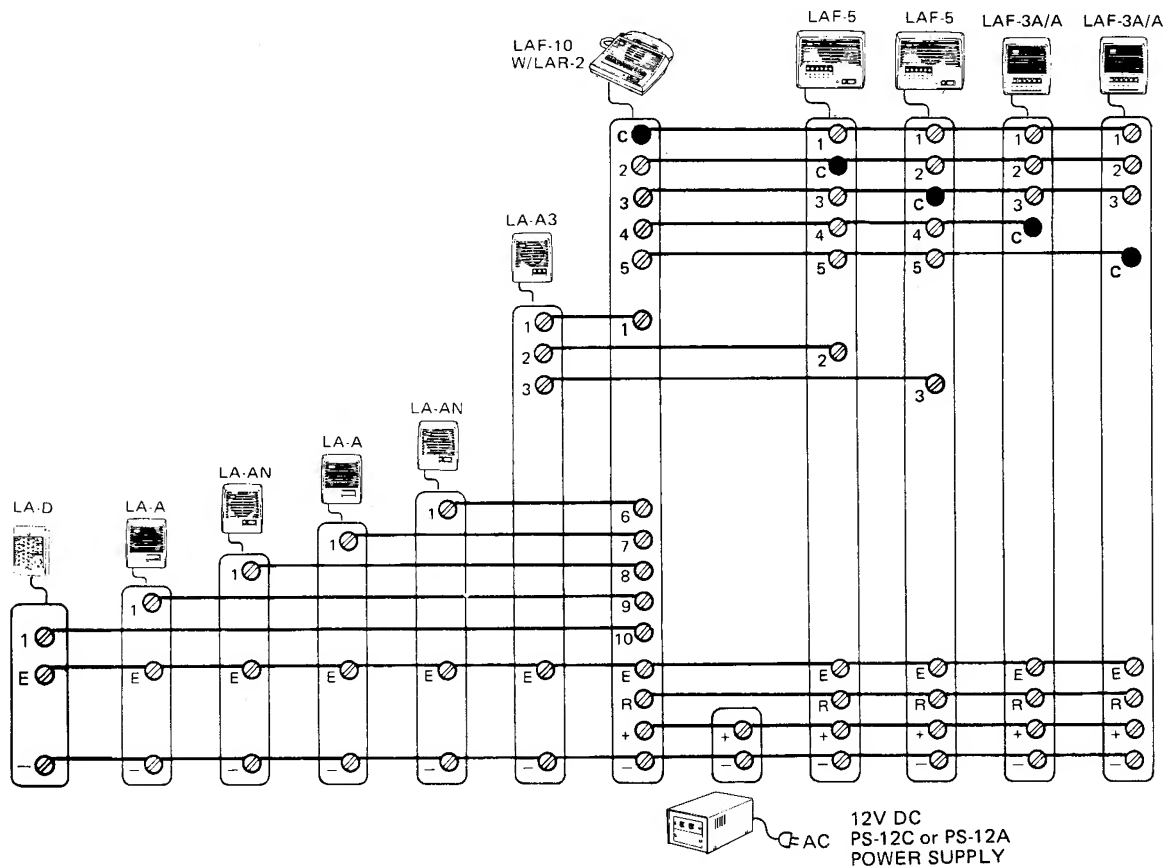 LAF-5 LAF-5 LAF-3A/A LAF-3A/A
LAF-10
W/LAR-2
C 1 1 1 1
2 C 2 2 2
3 3 C 3 3
4 4 4 C
5 5 5 C
LA-A3
1 1
2 2
3 3
LA-AN
1 6
LA-A
1 7
LA-AN
1 8
LA-A
1 9
LA-D
1 10
E E E E E E E E E E E
R R R R R
+ + + + + +
– – – – – – – – – – – –
AC
12V DC
PS-12C or PS-12A
POWER SUPPLY